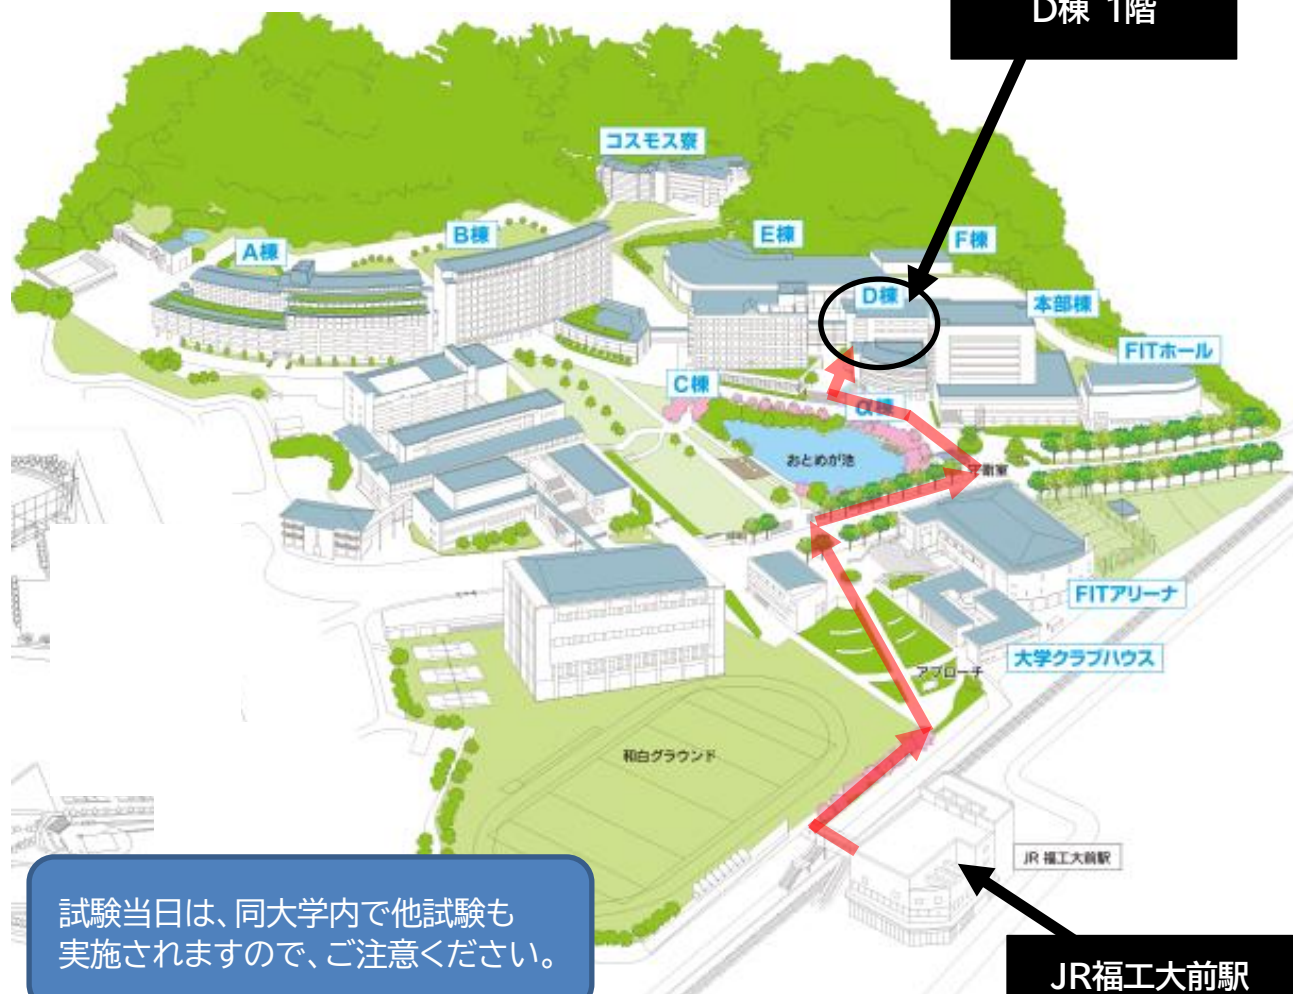 D棟 1階
コスモス寮
A棟
B棟
E棟
F棟
D棟
本部棟
FITホール
C棟
α棟
おとめが池
守衛室
FITアリーナ
大学クラブハウス
アプローチ
和白グラウンド
JR 福工大前駅
試験当日は、同大学内で他試験も
実施されますので、ご注意ください。
JR福工大前駅